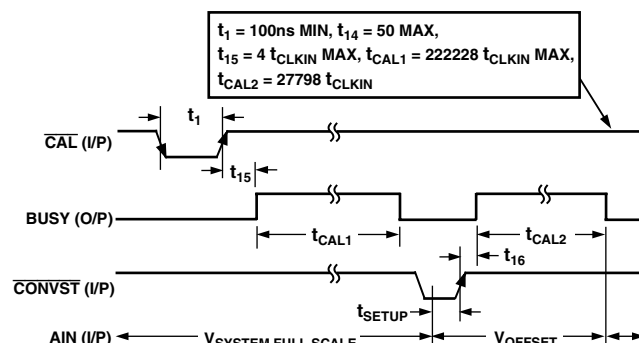 t1 = 100ns MIN, t14 = 50 MAX,
t15 = 4 tCLKIN MAX, tCAL1 = 222228 tCLKIN MAX,
tCAL2 = 27798 tCLKIN
t1
CAL (I/P)
t15
BUSY (O/P)
tCAL1
tCAL2
t16
CONVST (I/P)
tSETUP
AIN (I/P)
VSYSTEM FULL SCALE
VOFFSET